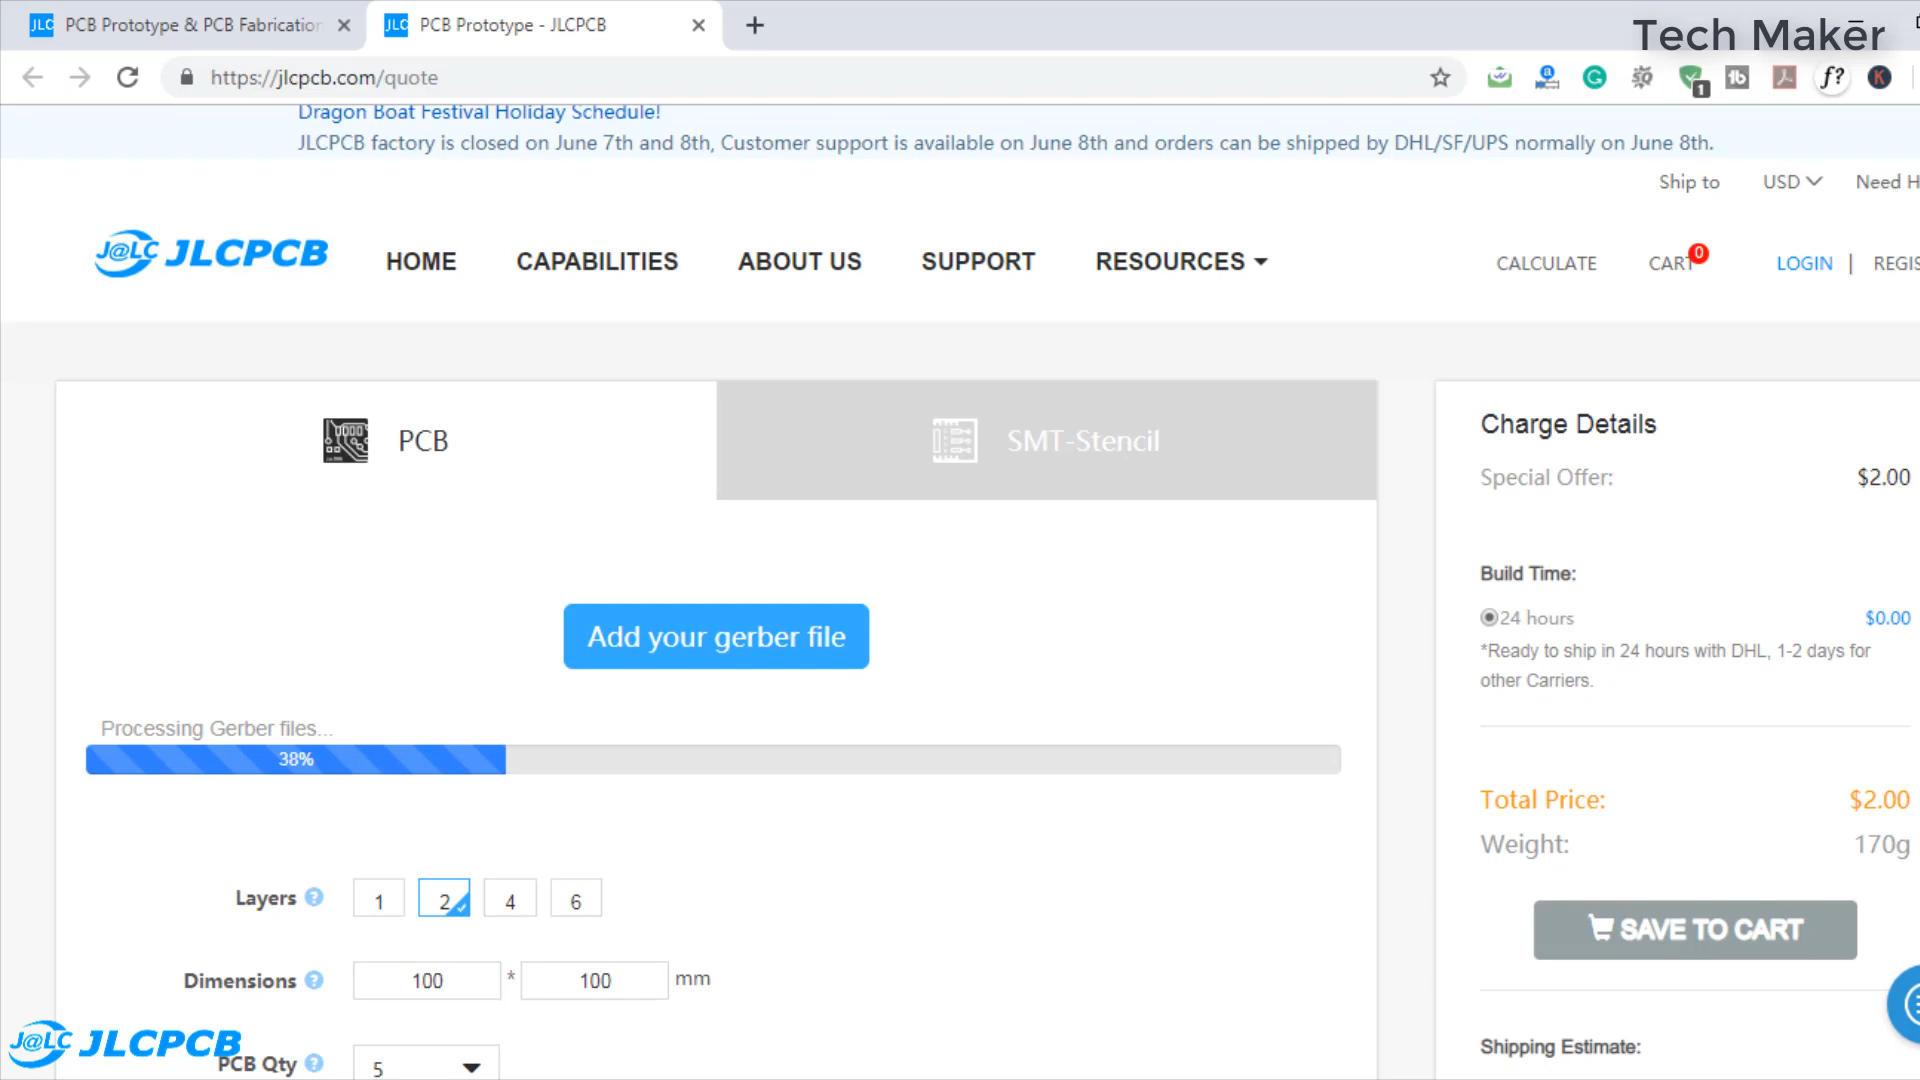 PCB Prototype & PCB Fabrication
PCB Prototype - JLCPCB
Tech Maker
https://jlcpcb.com/quote
Dragon Boat Festival Holiday Schedule!
JLCPCB factory is closed on June 7th and 8th, Customer support is available on June 8th and orders can be shipped by DHL/SF/UPS normally on June 8th.
Ship to USD Need H
J@LC JLCPCB
HOME CAPABILITIES ABOUT US SUPPORT RESOURCES
CALCULATE CART 0 LOGIN | REGIS
PCB
SMT-Stencil
Add your gerber file
Processing Gerber files...
38%
Layers 1 2 4 6
Dimensions 100 * 100 mm
PCB Qty 5
J@LC JLCPCB
Charge Details
Special Offer: $2.00
Build Time:
24 hours $0.00
*Ready to ship in 24 hours with DHL, 1-2 days for
other Carriers.
Total Price: $2.00
Weight: 170g
SAVE TO CART
Shipping Estimate: